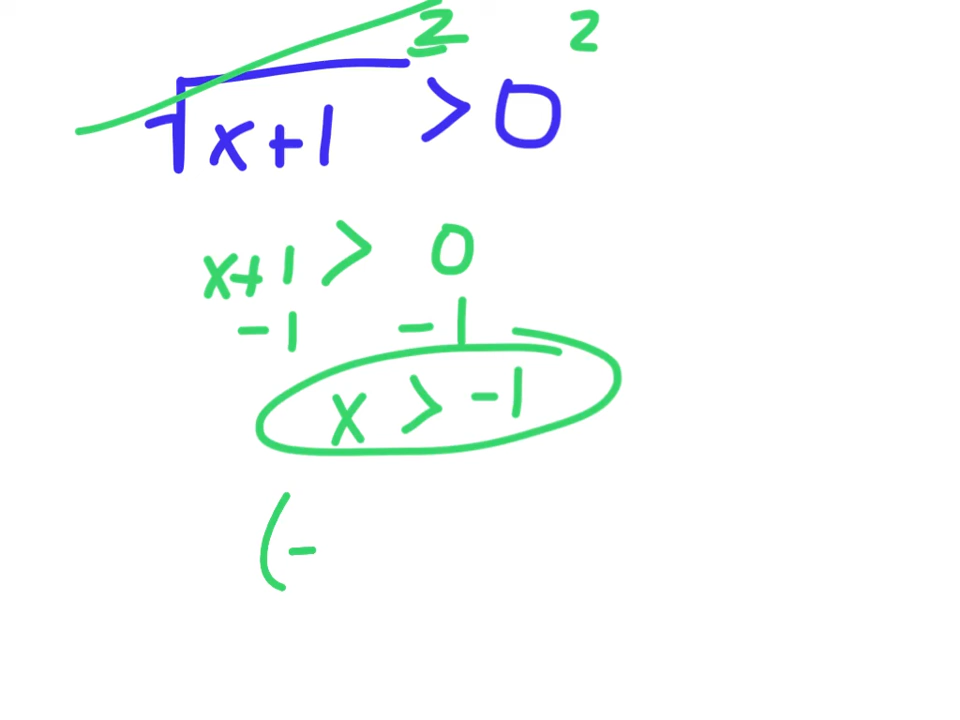 2 2
√x+1 > 0
x+1 > 0
-1 -1
x > -1
(-